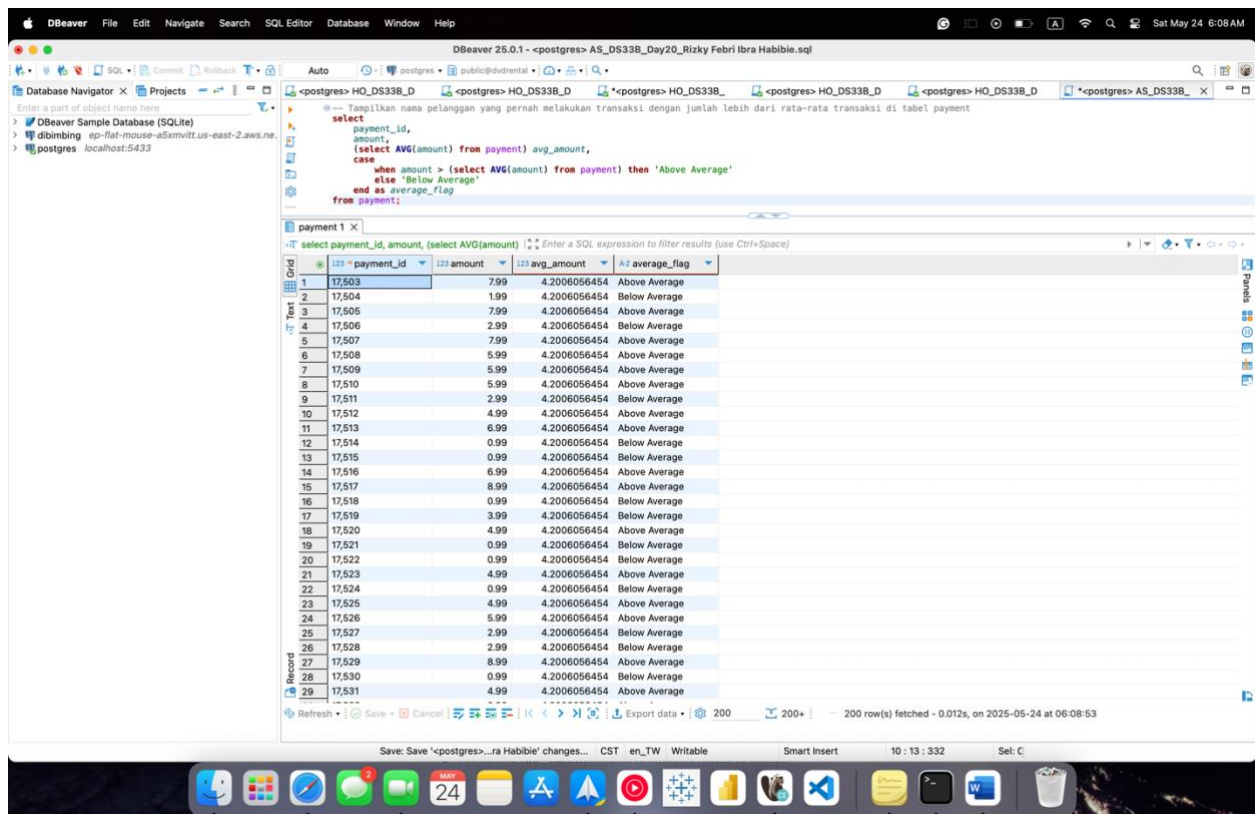 DBeaver File Edit Navigate Search SQL Editor Database Window Help
A Sat May 24 6:08 AM
DBeaver 25.0.1 - <postgres> AS_DS33B_Day20_Rizky Febri Ibra Habibie.sql
SQL Commit Rollback Auto postgres public@dvdrental
Database Navigator Projects <postgres> HO_DS33B_D <postgres> HO_DS33B_D *<postgres> HO_DS33B_ <postgres> HO_DS33B_D <postgres> HO_DS33B_D *<postgres> AS_DS33B_
Enter a part of object name here
DBeaver Sample Database (SQLite)
dibimbing ep-flat-mouse-a5xmvitt.us-east-2.aws.ne.
postgres localhost:5433
-- Tampilkan nama pelanggan yang pernah melakukan transaksi dengan jumlah lebih dari rata-rata transaksi di tabel payment
select
payment_id,
amount,
(select AVG(amount) from payment) avg_amount,
case
when amount > (select AVG(amount) from payment) then 'Above Average'
else 'Below Average'
end as average_flag
from payment;
payment 1
select payment_id, amount, (select AVG(amount) Enter a SQL expression to filter results (use Ctrl+Space)
Grid
Text
Record
Panels
123 payment_id 123 amount 123 avg_amount A-Z average_flag
1 17,503 7.99 4.2006056454 Above Average
2 17,504 1.99 4.2006056454 Below Average
3 17,505 7.99 4.2006056454 Above Average
4 17,506 2.99 4.2006056454 Below Average
5 17,507 7.99 4.2006056454 Above Average
6 17,508 5.99 4.2006056454 Above Average
7 17,509 5.99 4.2006056454 Above Average
8 17,510 5.99 4.2006056454 Above Average
9 17,511 2.99 4.2006056454 Below Average
10 17,512 4.99 4.2006056454 Above Average
11 17,513 6.99 4.2006056454 Above Average
12 17,514 0.99 4.2006056454 Below Average
13 17,515 0.99 4.2006056454 Below Average
14 17,516 6.99 4.2006056454 Above Average
15 17,517 8.99 4.2006056454 Above Average
16 17,518 0.99 4.2006056454 Below Average
17 17,519 3.99 4.2006056454 Below Average
18 17,520 4.99 4.2006056454 Above Average
19 17,521 0.99 4.2006056454 Below Average
20 17,522 0.99 4.2006056454 Below Average
21 17,523 4.99 4.2006056454 Above Average
22 17,524 0.99 4.2006056454 Below Average
23 17,525 4.99 4.2006056454 Above Average
24 17,526 5.99 4.2006056454 Above Average
25 17,527 2.99 4.2006056454 Below Average
26 17,528 2.99 4.2006056454 Below Average
27 17,529 8.99 4.2006056454 Above Average
28 17,530 0.99 4.2006056454 Below Average
29 17,531 4.99 4.2006056454 Above Average
Refresh Save Cancel Export data 200 200+ 200 row(s) fetched - 0.012s, on 2025-05-24 at 06:08:53
Save: Save '<postgres>...ra Habibie' changes... CST en_TW Writable Smart Insert 10 : 13 : 332 Sel: C
2
MAY
24